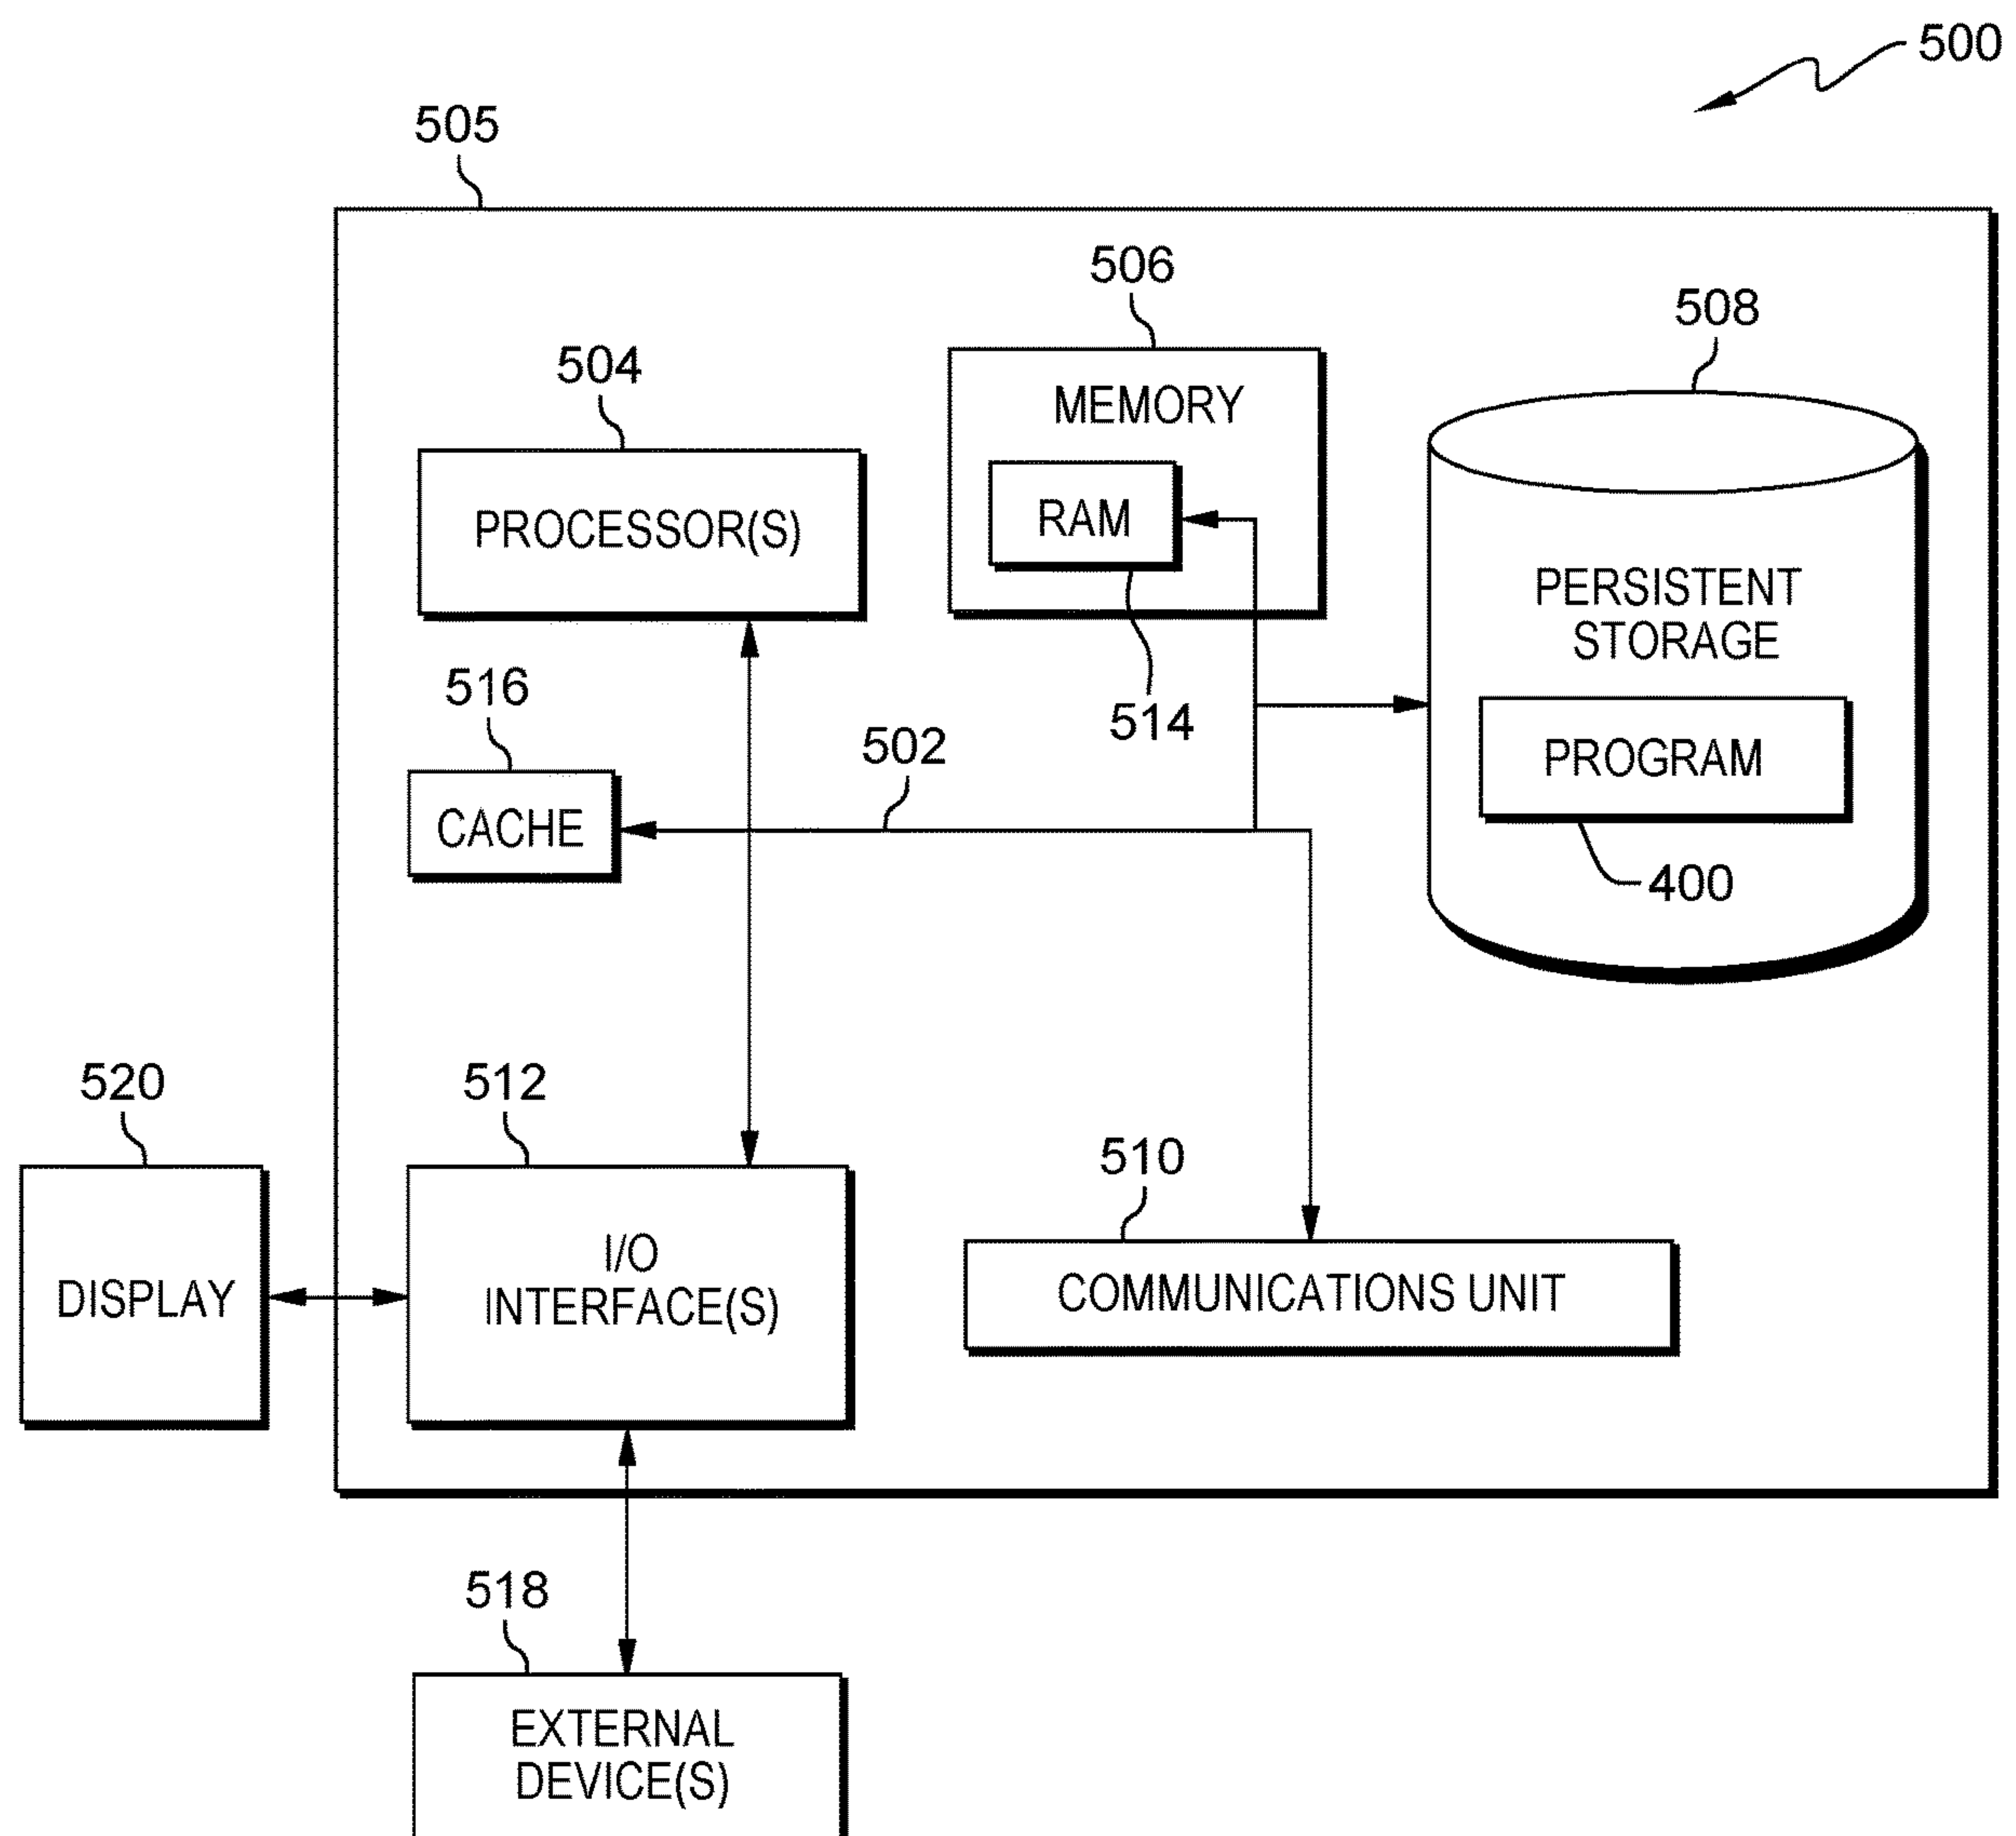 500
505
506
508
504
MEMORY
RAM
PROCESSOR(S)
PERSISTENT
STORAGE
516
514
502
PROGRAM
CACHE
400
520
512
510
I/O
INTERFACE(S)
DISPLAY
COMMUNICATIONS UNIT
518
EXTERNAL
DEVICE(S)